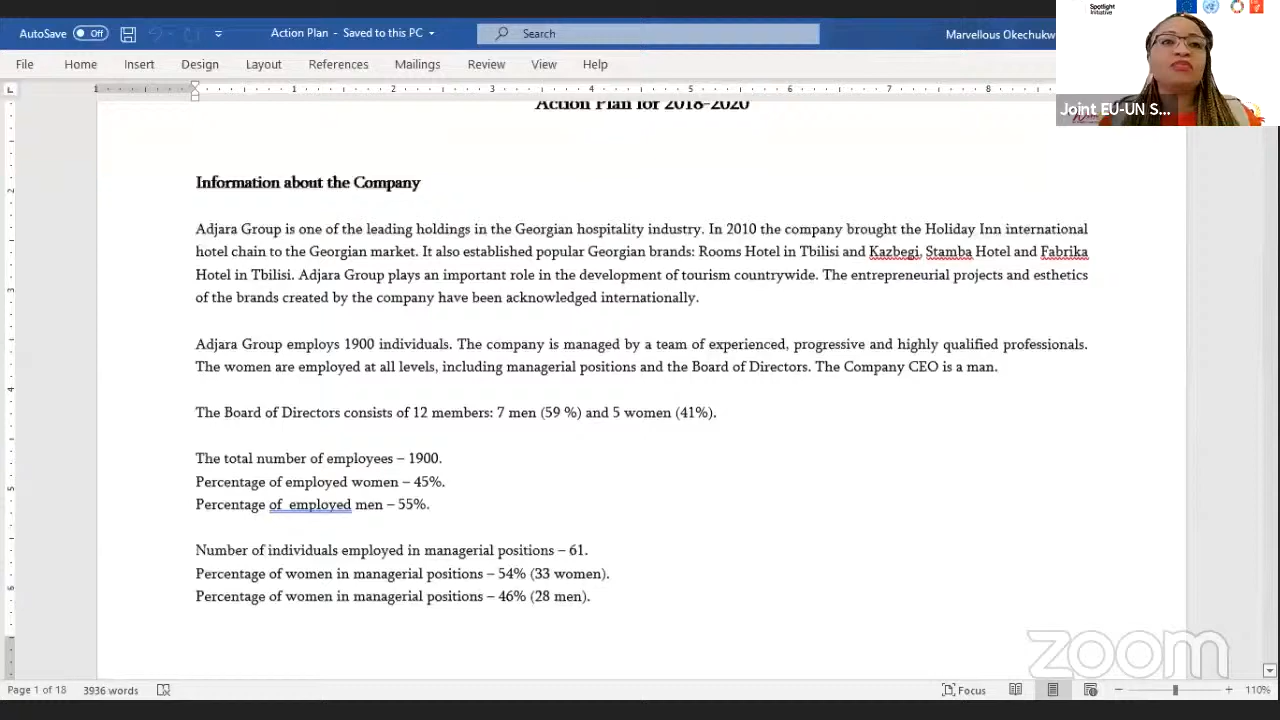 Spotlight
Initiative
AutoSave Off Action Plan - Saved to this PC Search Marvellous Okechukw
File Home Insert Design Layout References Mailings Review View Help
Joint EU-UN S...
1 1 2 3 4 5 6 7 8
Action Plan for 2018-2020
Information about the Company
Adjara Group is one of the leading holdings in the Georgian hospitality industry. In 2010 the company brought the Holiday Inn international
hotel chain to the Georgian market. It also established popular Georgian brands: Rooms Hotel in Tbilisi and Kazbegi, Stamba Hotel and Fabrika
Hotel in Tbilisi. Adjara Group plays an important role in the development of tourism countrywide. The entrepreneurial projects and esthetics
of the brands created by the company have been acknowledged internationally.
Adjara Group employs 1900 individuals. The company is managed by a team of experienced, progressive and highly qualified professionals.
The women are employed at all levels, including managerial positions and the Board of Directors. The Company CEO is a man.
The Board of Directors consists of 12 members: 7 men (59 %) and 5 women (41%).
The total number of employees – 1900.
Percentage of employed women – 45%.
Percentage of employed men – 55%.
Number of individuals employed in managerial positions – 61.
Percentage of women in managerial positions – 54% (33 women).
Percentage of women in managerial positions – 46% (28 men).
zoom
Page 1 of 18 3936 words Focus 110%